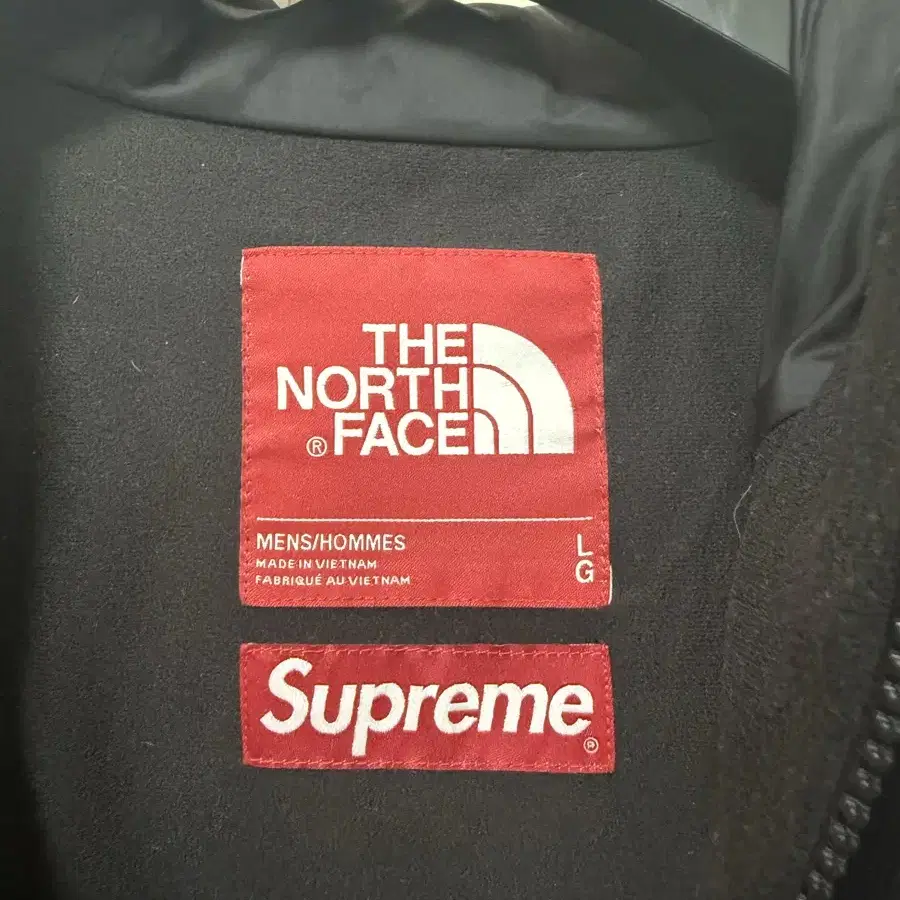 THE
NORTH
® FACE
MENS/HOMMES L
MADE IN VIETNAM G
FABRIQUÉ AU VIETNAM
Supreme
®